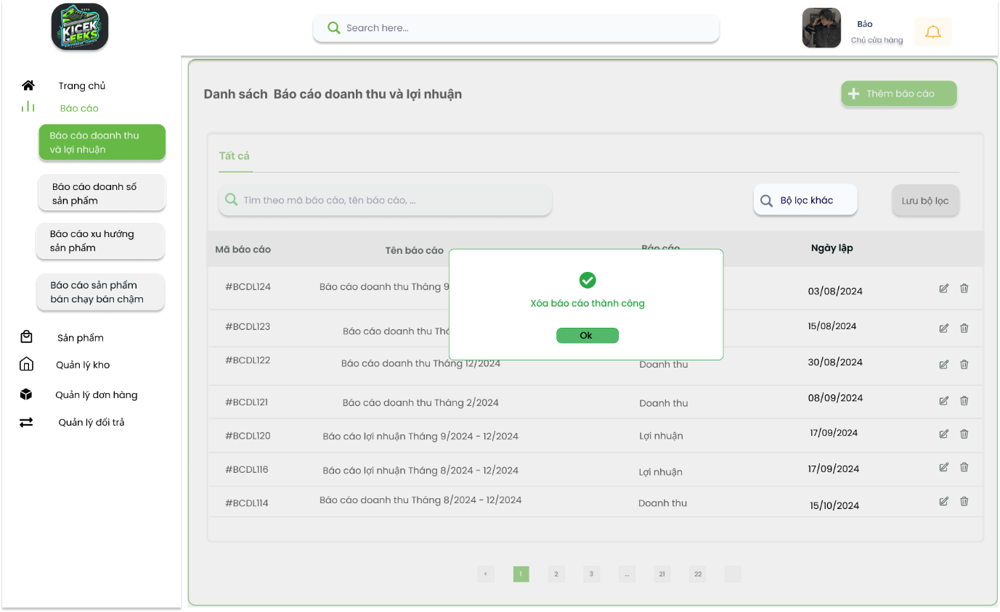 KICEK
GEEKS
Search here...
Bảo
Chủ cửa hàng
Trang chủ
Báo cáo
Báo cáo doanh thu
và lợi nhuận
Báo cáo doanh số
sản phẩm
Báo cáo xu hướng
sản phẩm
Báo cáo sản phẩm
bán chạy bán chậm
Sản phẩm
Quản lý kho
Quản lý đơn hàng
Quản lý đổi trả
Danh sách Báo cáo doanh thu và lợi nhuận
Thêm báo cáo
Tất cả
Tìm theo mã báo cáo, tên báo cáo, ...
Bộ lọc khác
Lưu bộ lọc
Mã báo cáo Tên báo cáo Báo cáo Ngày lập
#BCDL124 Báo cáo doanh thu Tháng 9 03/08/2024
#BCDL123 Báo cáo doanh thu 15/08/2024
#BCDL122 Báo cáo doanh thu Tháng 12/2024 Doanh thu 30/08/2024
#BCDL121 Báo cáo doanh thu Tháng 2/2024 Doanh thu 08/09/2024
#BCDL120 Báo cáo lợi nhuận Tháng 9/2024 - 12/2024 Lợi nhuận 17/09/2024
#BCDL116 Báo cáo lợi nhuận Tháng 8/2024 - 12/2024 Lợi nhuận 17/09/2024
#BCDL114 Báo cáo doanh thu Tháng 8/2024 - 12/2024 Doanh thu 15/10/2024
Xóa báo cáo thành công
Ok
< 1 2 3 ... 21 22